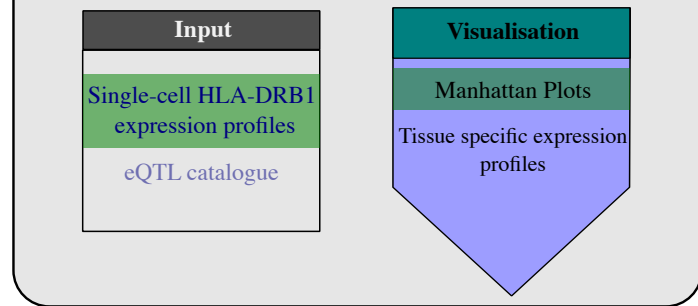 Input
Single-cell HLA-DRB1
expression profiles
eQTL catalogue
Visualisation
Manhattan Plots
Tissue specific expression
profiles